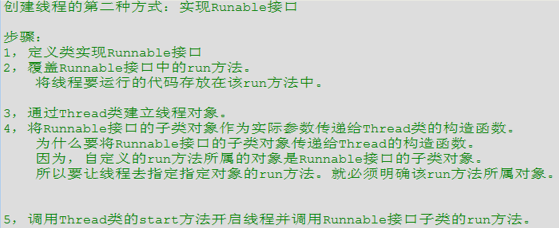 创建线程的第二种方式：实现Runable接口
步骤：
1，定义类实现Runnable接口
2，覆盖Runnable接口中的run方法。
将线程要运行的代码存放在该run方法中。
3，通过Thread类建立线程对象。
4，将Runnable接口的子类对象作为实际参数传递给Thread类的构造函数。
为什么要将Runnable接口的子类对象传递给Thread的构造函数。
因为，自定义的run方法所属的对象是Runnable接口的子类对象。
所以要让线程去指定指定对象的run方法。就必须明确该run方法所属对象。
5，调用Thread类的start方法开启线程并调用Runnable接口子类的run方法。